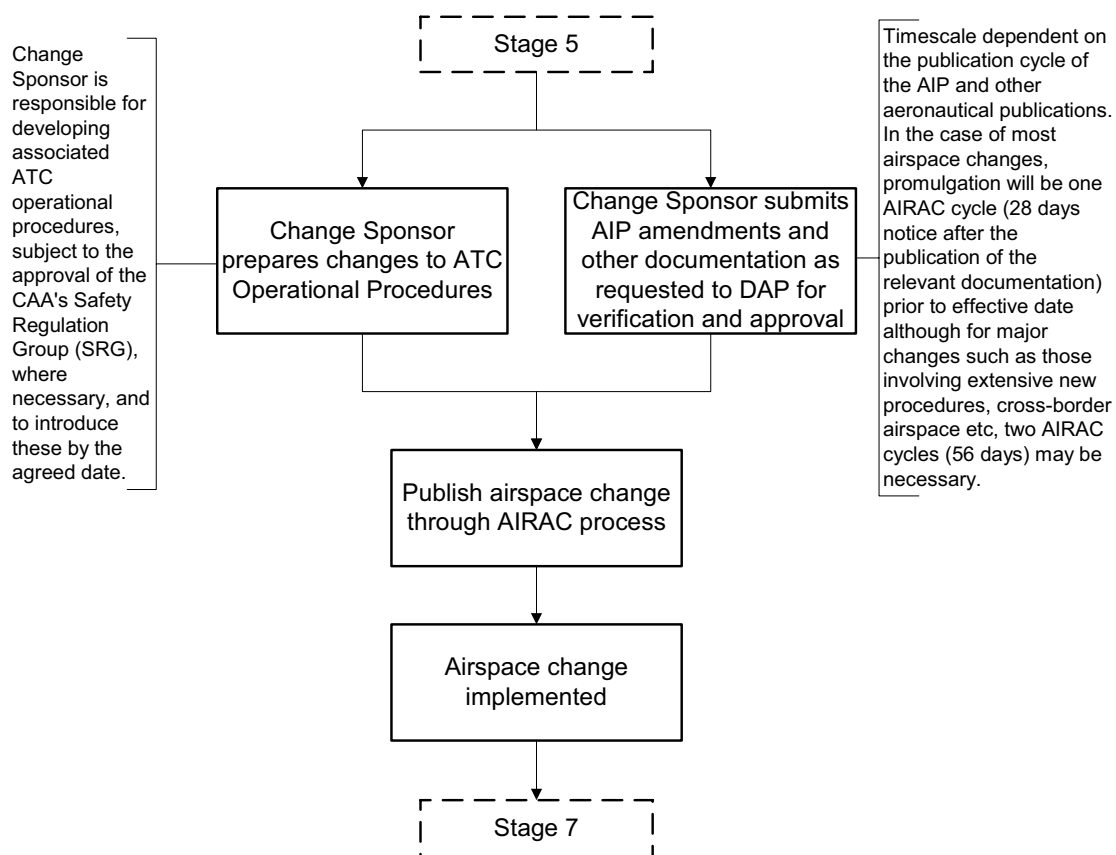 Stage 5
Change
Sponsor is
responsible for
developing
associated
ATC
operational
procedures,
subject to the
approval of the
CAA's Safety
Regulation
Group (SRG),
where
necessary, and
to introduce
these by the
agreed date.
Change Sponsor
prepares changes to ATC
Operational Procedures
Change Sponsor submits
AIP amendments and
other documentation as
requested to DAP for
verification and approval
Timescale dependent on
the publication cycle of
the AIP and other
aeronautical publications.
In the case of most
airspace changes,
promulgation will be one
AIRAC cycle (28 days
notice after the
publication of the
relevant documentation)
prior to effective date
although for major
changes such as those
involving extensive new
procedures, cross-border
airspace etc, two AIRAC
cycles (56 days) may be
necessary.
Publish airspace change
through AIRAC process
Airspace change
implemented
Stage 7